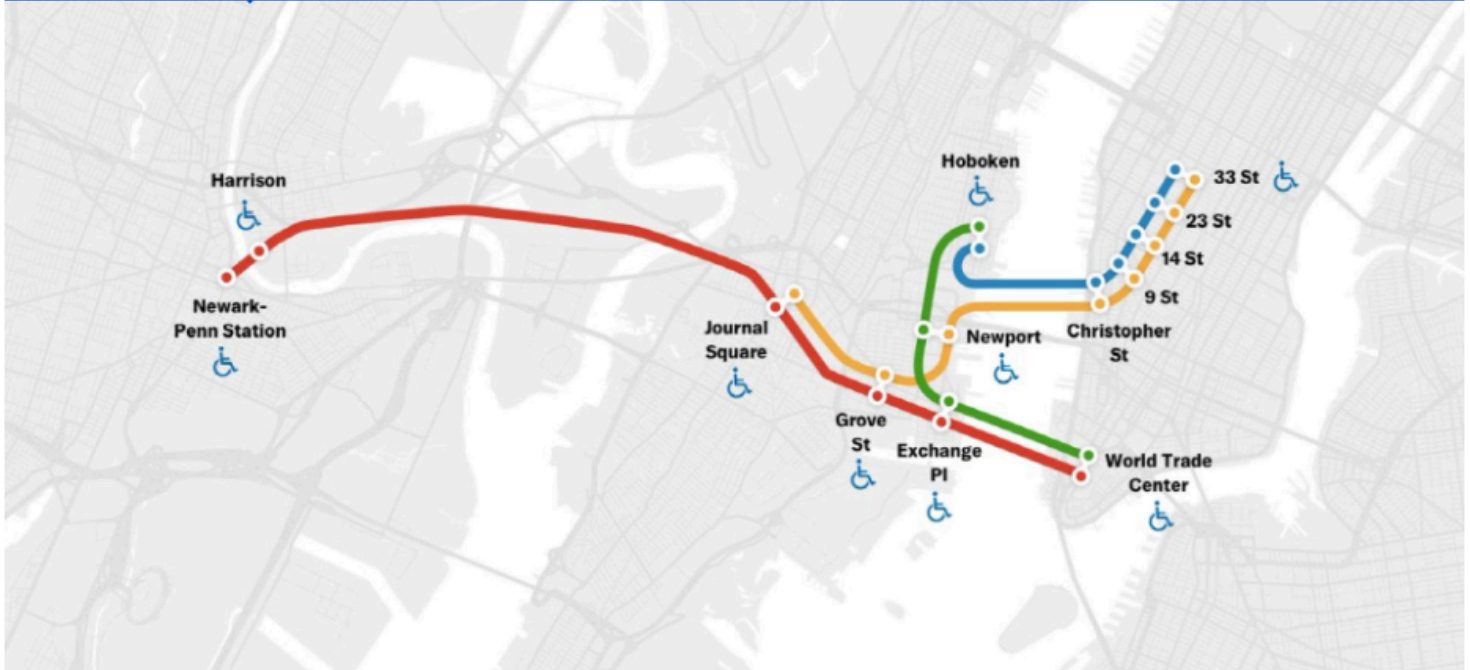 Harrison
Newark-
Penn Station
Journal
Square
Grove
St
Exchange
Pl
Hoboken
Newport
Christopher
St
9 St
14 St
23 St
33 St
World Trade
Center